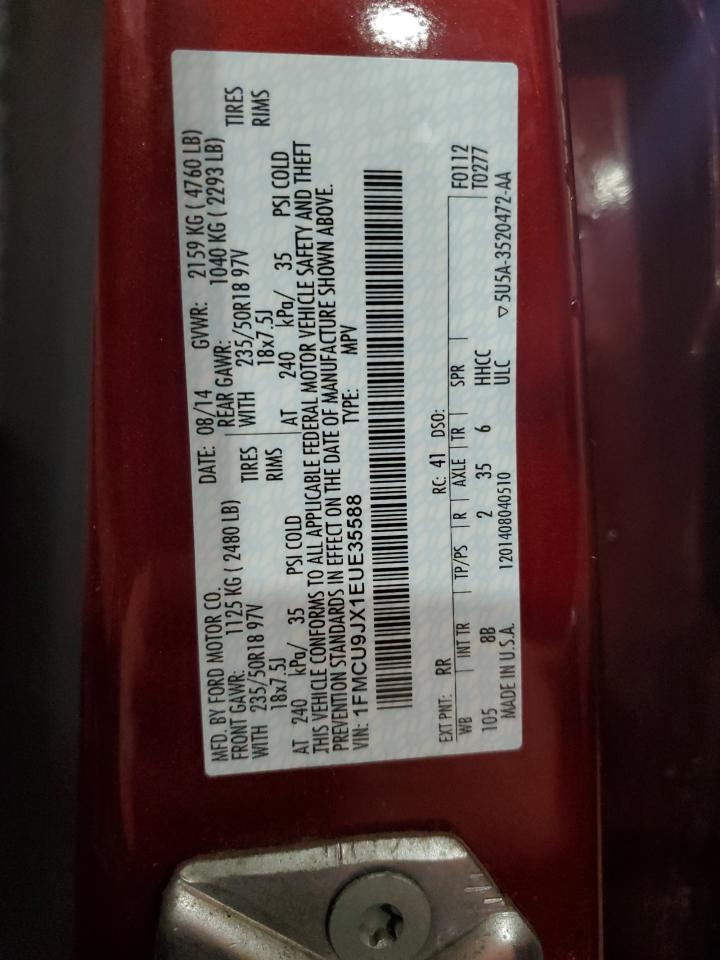 MFD. BY FORD MOTOR CO. DATE: 08/14 GVWR: 2159 KG ( 4760 LB)
FRONT GAWR: 1125 KG ( 2480 LB) REAR GAWR: 1040 KG ( 2293 LB)
WITH 235/50R18 97V TIRES WITH 235/50R18 97V TIRES
18x7.5J RIMS 18x7.5J RIMS
AT 240 kPa/ 35 PSI COLD AT 240 kPa/ 35 PSI COLD
THIS VEHICLE CONFORMS TO ALL APPLICABLE FEDERAL MOTOR VEHICLE SAFETY AND THEFT
PREVENTION STANDARDS IN EFFECT ON THE DATE OF MANUFACTURE SHOWN ABOVE.
VIN: 1FMCU9JX1EUE35588 TYPE: MPV
EXT PNT: RR RC: 41 DSO: F0112
WB INT TR TP/PS R AXLE TR SPR T0277
105 8B 2 35 6 HHCC
MADE IN U.S.A. 1201408040510 ULC ▽5U5A-3520472-AA